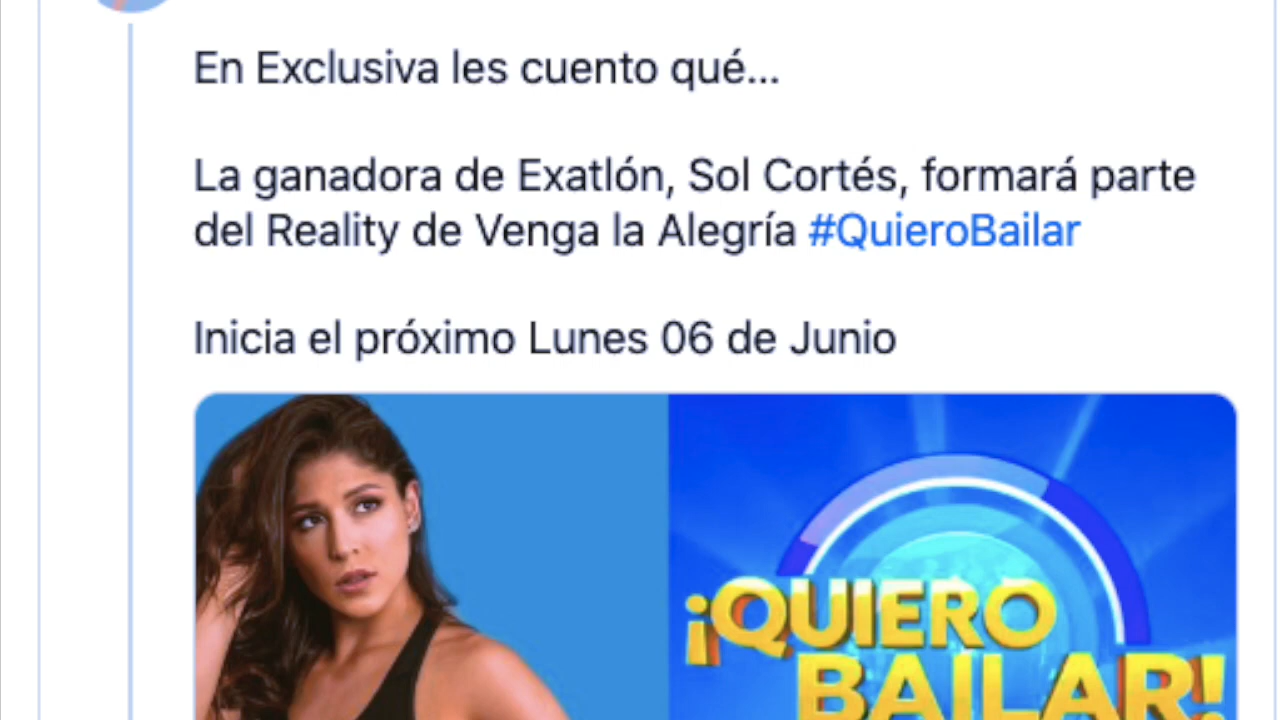 En Exclusiva les cuento qué...
La ganadora de Exatlón, Sol Cortés, formará parte
del Reality de Venga la Alegría #QuieroBailar
Inicia el próximo Lunes 06 de Junio
¡QUIERO
BAILAR!